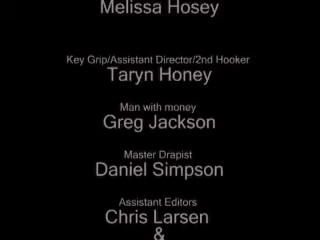 Melissa Hosey
Key Grip/Assistant Director/2nd Hooker
Taryn Honey
Man with money
Greg Jackson
Master Drapist
Daniel Simpson
Assistant Editors
Chris Larsen
&